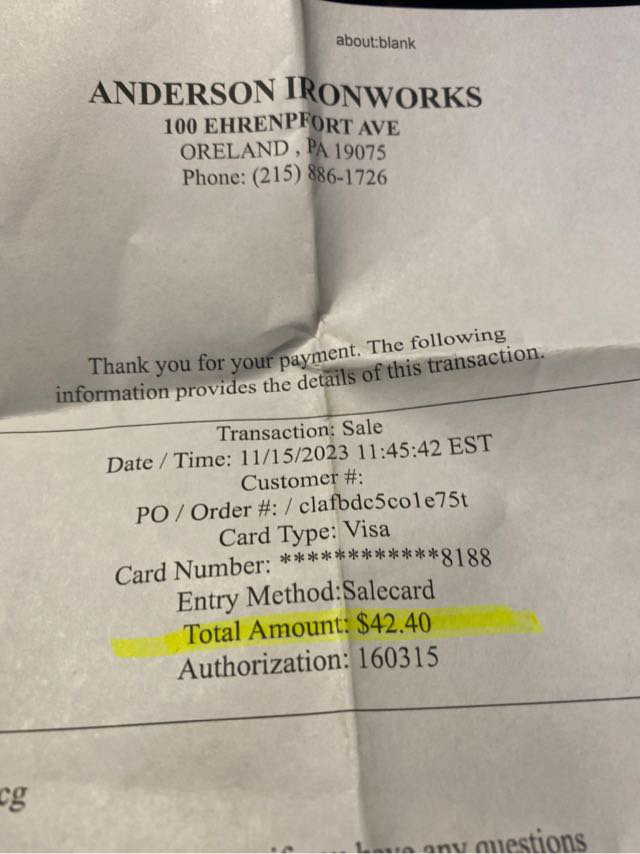 about:blank
ANDERSON IRONWORKS
100 EHRENPFORT AVE
ORELAND , PA 19075
Phone: (215) 886-1726
Thank you for your payment. The following
information provides the details of this transaction.
Transaction: Sale
Date / Time: 11/15/2023 11:45:42 EST
Customer #:
PO / Order #: / clafbdc5co1e75t
Card Type: Visa
Card Number: ************8188
Entry Method:Salecard
Total Amount: $42.40
Authorization: 160315
cg
have any questions